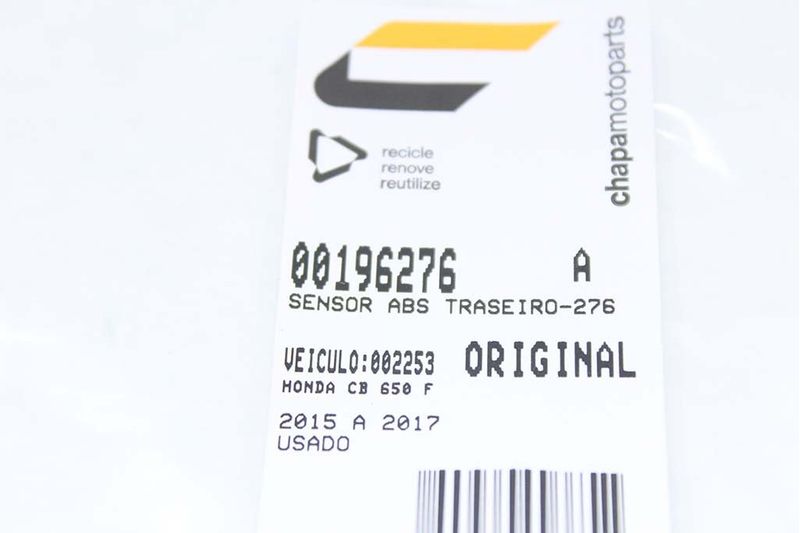 chapamotoparts
recicle
renove
reutilize
00196276 A
SENSOR ABS TRASEIRO-276
VEICULO:002253 ORIGINAL
HONDA CB 650 F
2015 A 2017
USADO